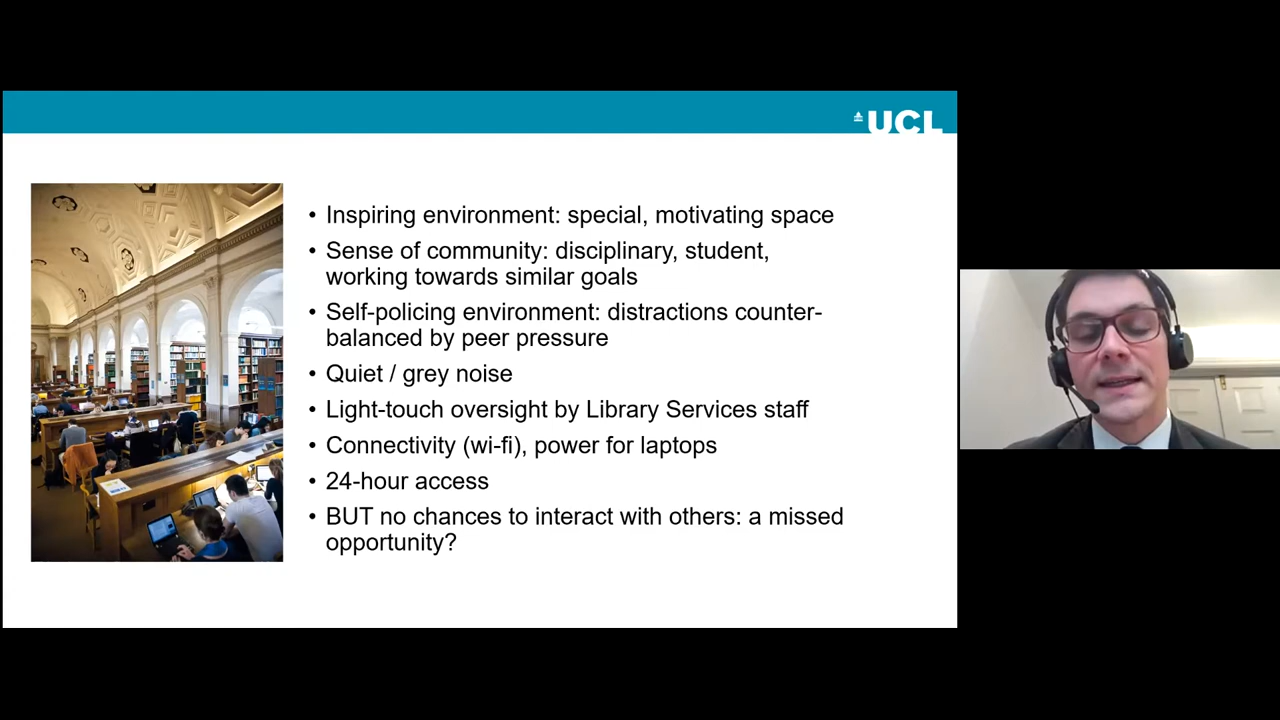 UCL
• Inspiring environment: special, motivating space
• Sense of community: disciplinary, student,
working towards similar goals
• Self-policing environment: distractions counter-
balanced by peer pressure
• Quiet / grey noise
• Light-touch oversight by Library Services staff
• Connectivity (wi-fi), power for laptops
• 24-hour access
• BUT no chances to interact with others: a missed
opportunity?